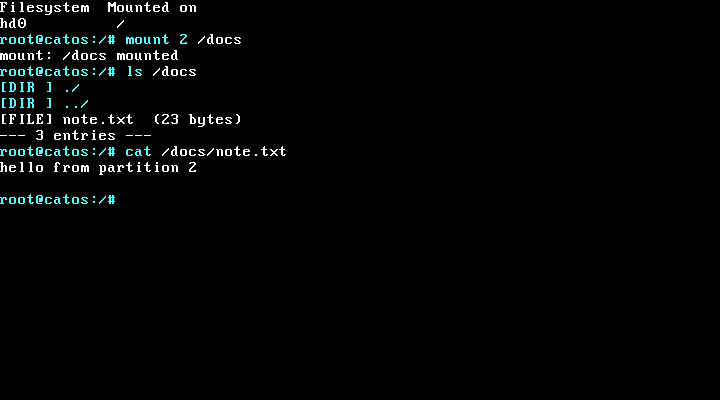 Filesystem  Mounted on
hd0          /
root@catos:/# mount 2 /docs
mount: /docs mounted
root@catos:/# ls /docs
[DIR ] ./
[DIR ] ../
[FILE] note.txt  (23 bytes)
--- 3 entries ---
root@catos:/# cat /docs/note.txt
hello from partition 2
root@catos:/#